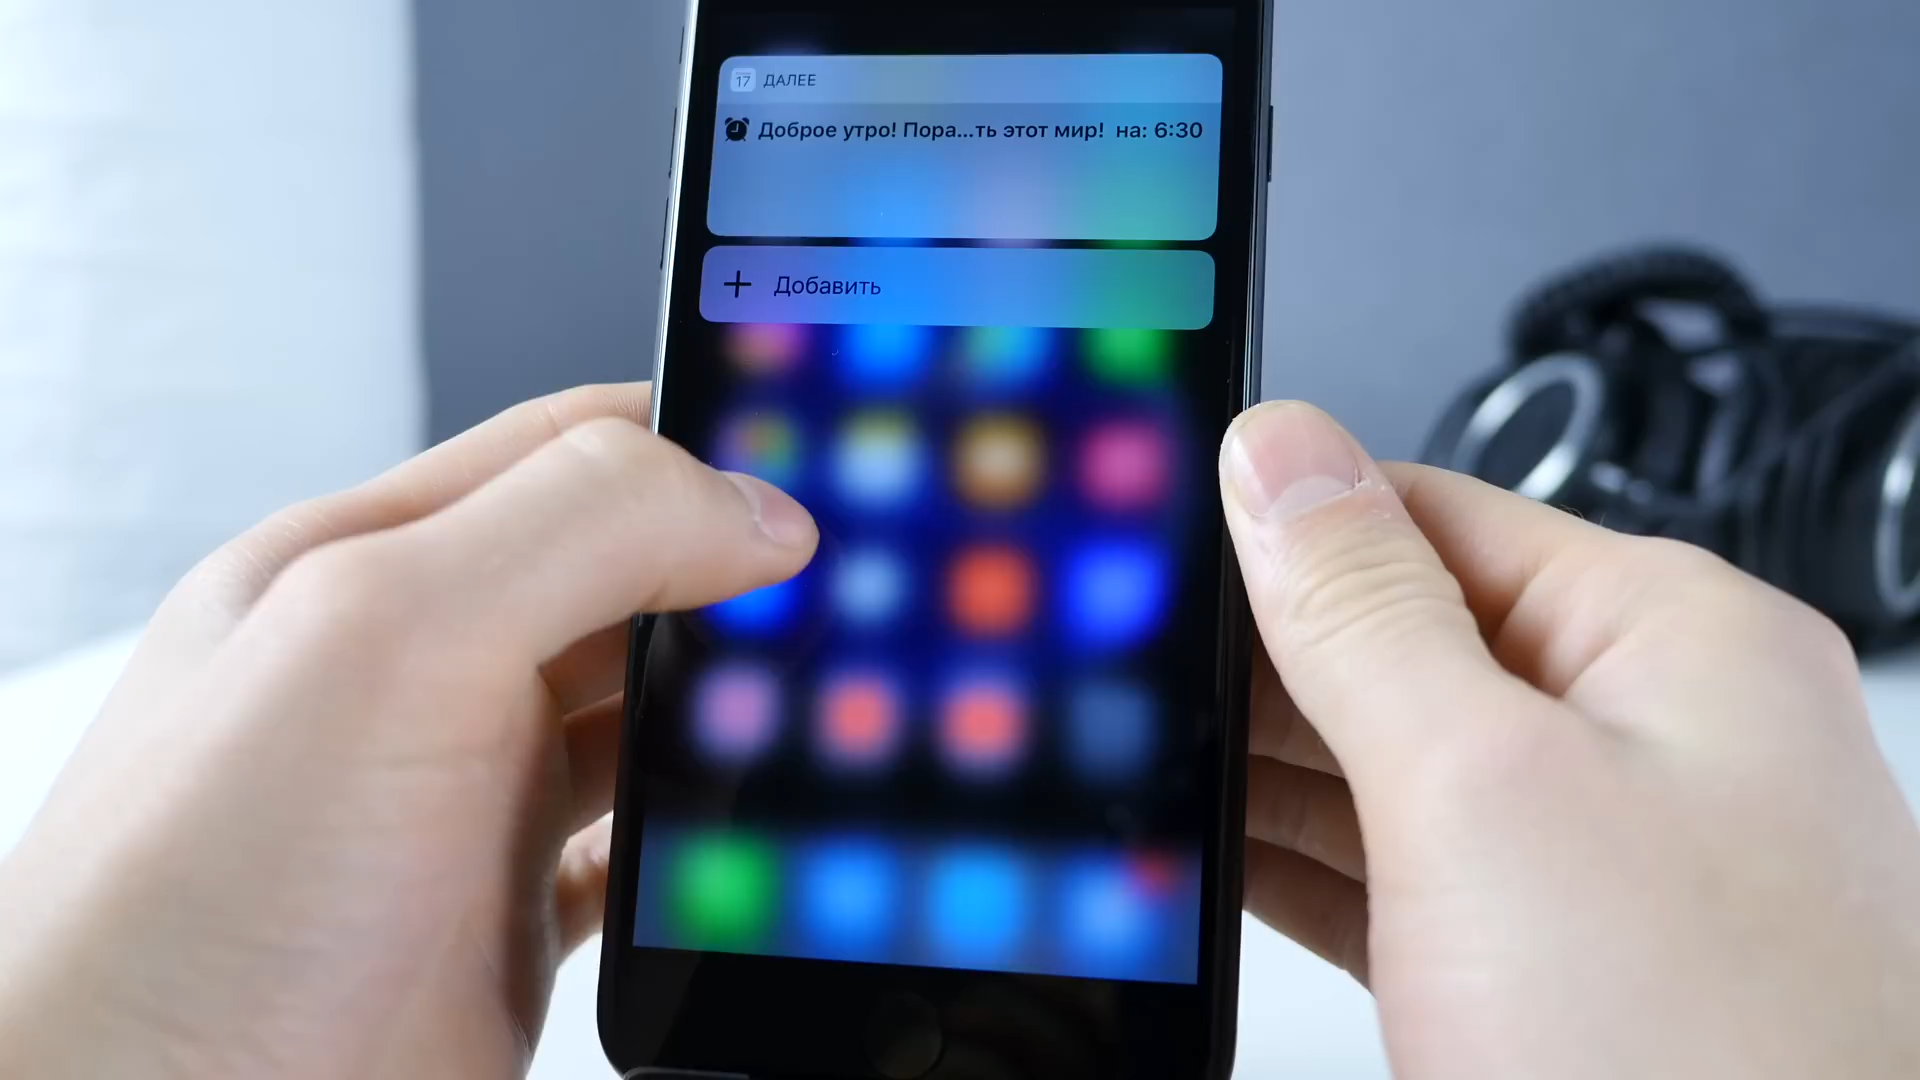 17 ДАЛЕЕ
Доброе утро! Пора...ть этот мир! на: 6:30
+ Добавить